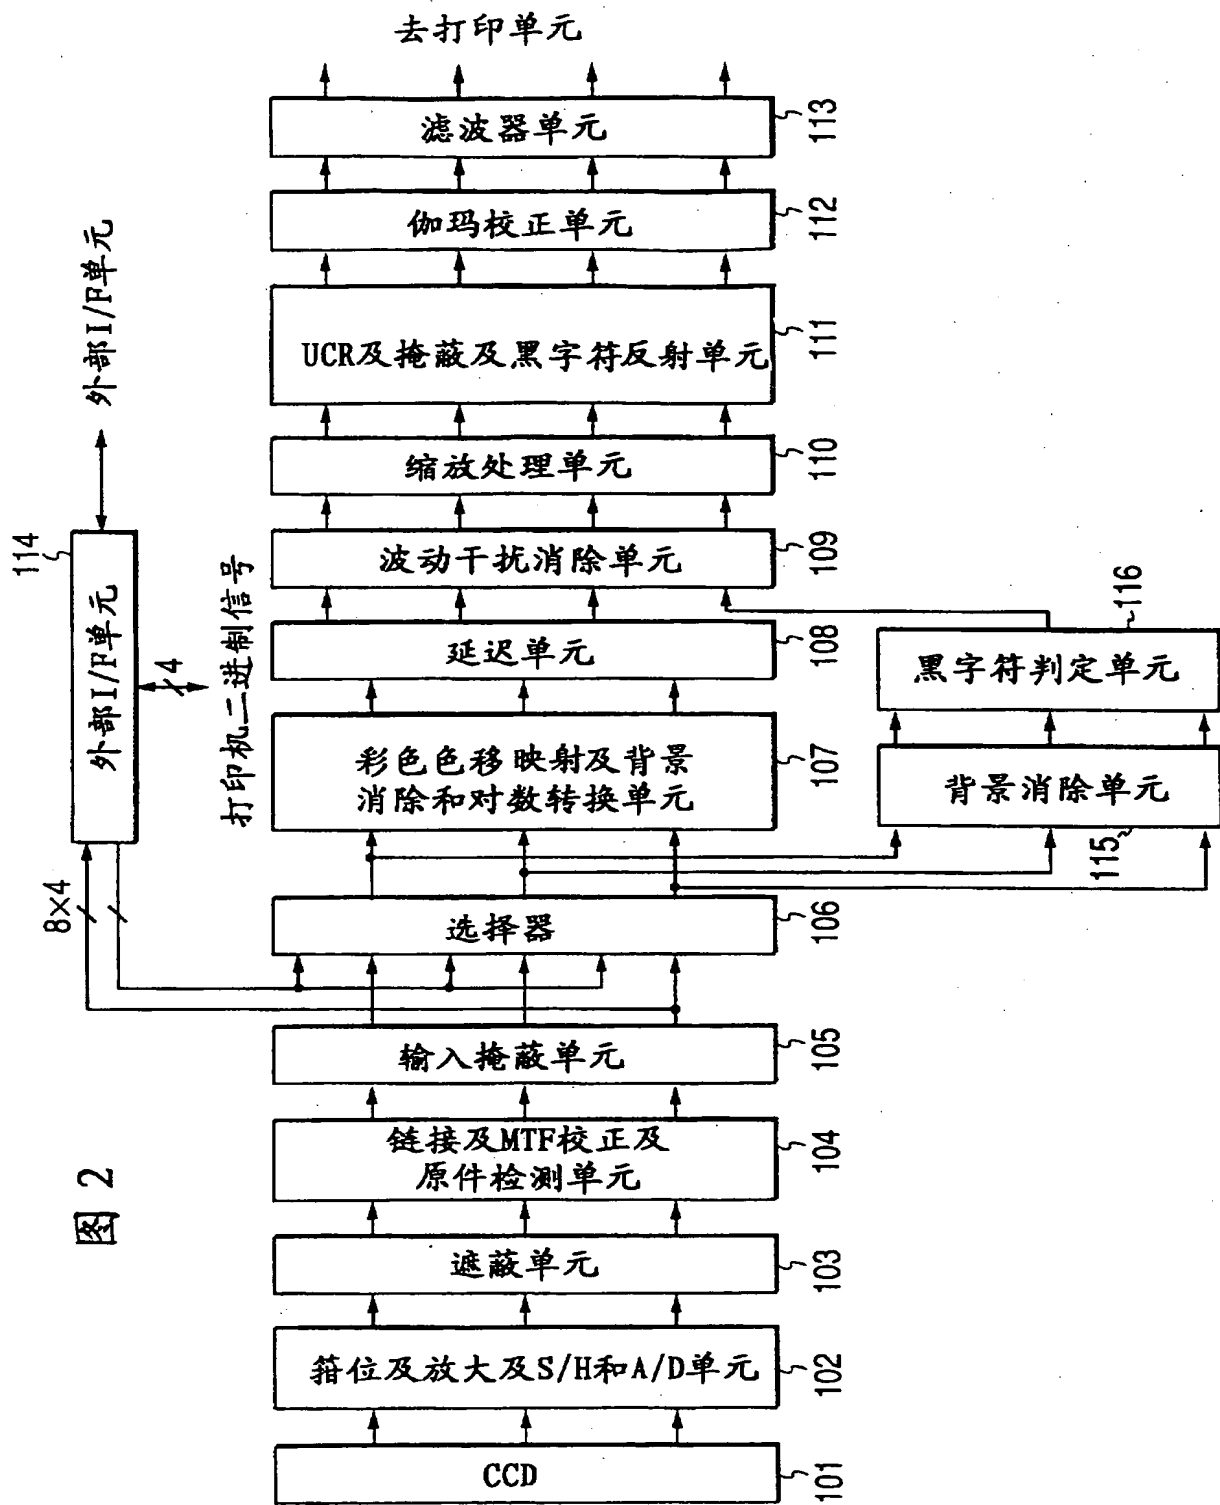 去打印单元
滤波器单元
113
伽玛校正单元
112
外部I/F单元
UCR及掩蔽及黑字符反射单元
111
缩放处理单元
110
114
外部I/F单元
波动干扰消除单元
109
4
打印机二进制信号
延迟单元
108
116
黑字符判定单元
彩色色移映射及背景
消除和对数转换单元
107
背景消除单元
115
8×4
选择器
106
输入掩蔽单元
105
链接及MTF校正及
原件检测单元
104
图 2
遮蔽单元
103
箝位及放大及S/H和A/D单元
102
CCD
101